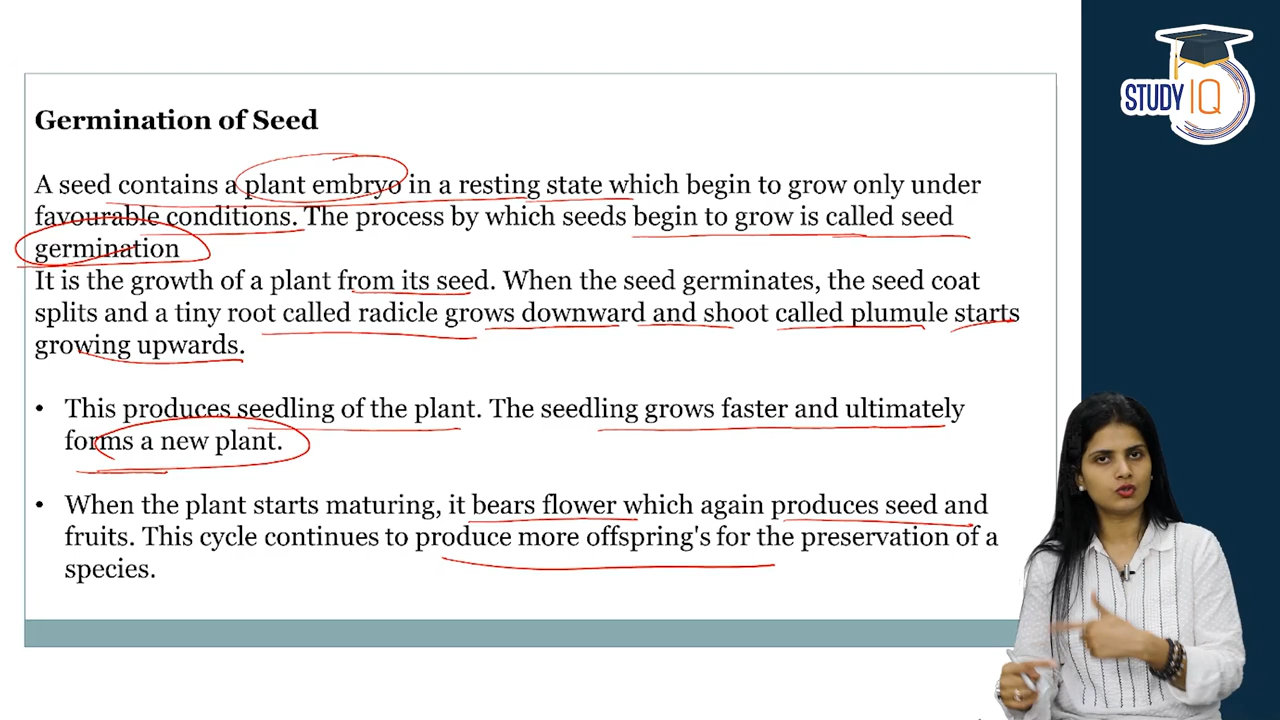 STUDY IQ
Germination of Seed
A seed contains a plant embryo in a resting state which begin to grow only under
favourable conditions. The process by which seeds begin to grow is called seed
germination
It is the growth of a plant from its seed. When the seed germinates, the seed coat
splits and a tiny root called radicle grows downward and shoot called plumule starts
growing upwards.
• This produces seedling of the plant. The seedling grows faster and ultimately
forms a new plant.
• When the plant starts maturing, it bears flower which again produces seed and
fruits. This cycle continues to produce more offspring's for the preservation of a
species.